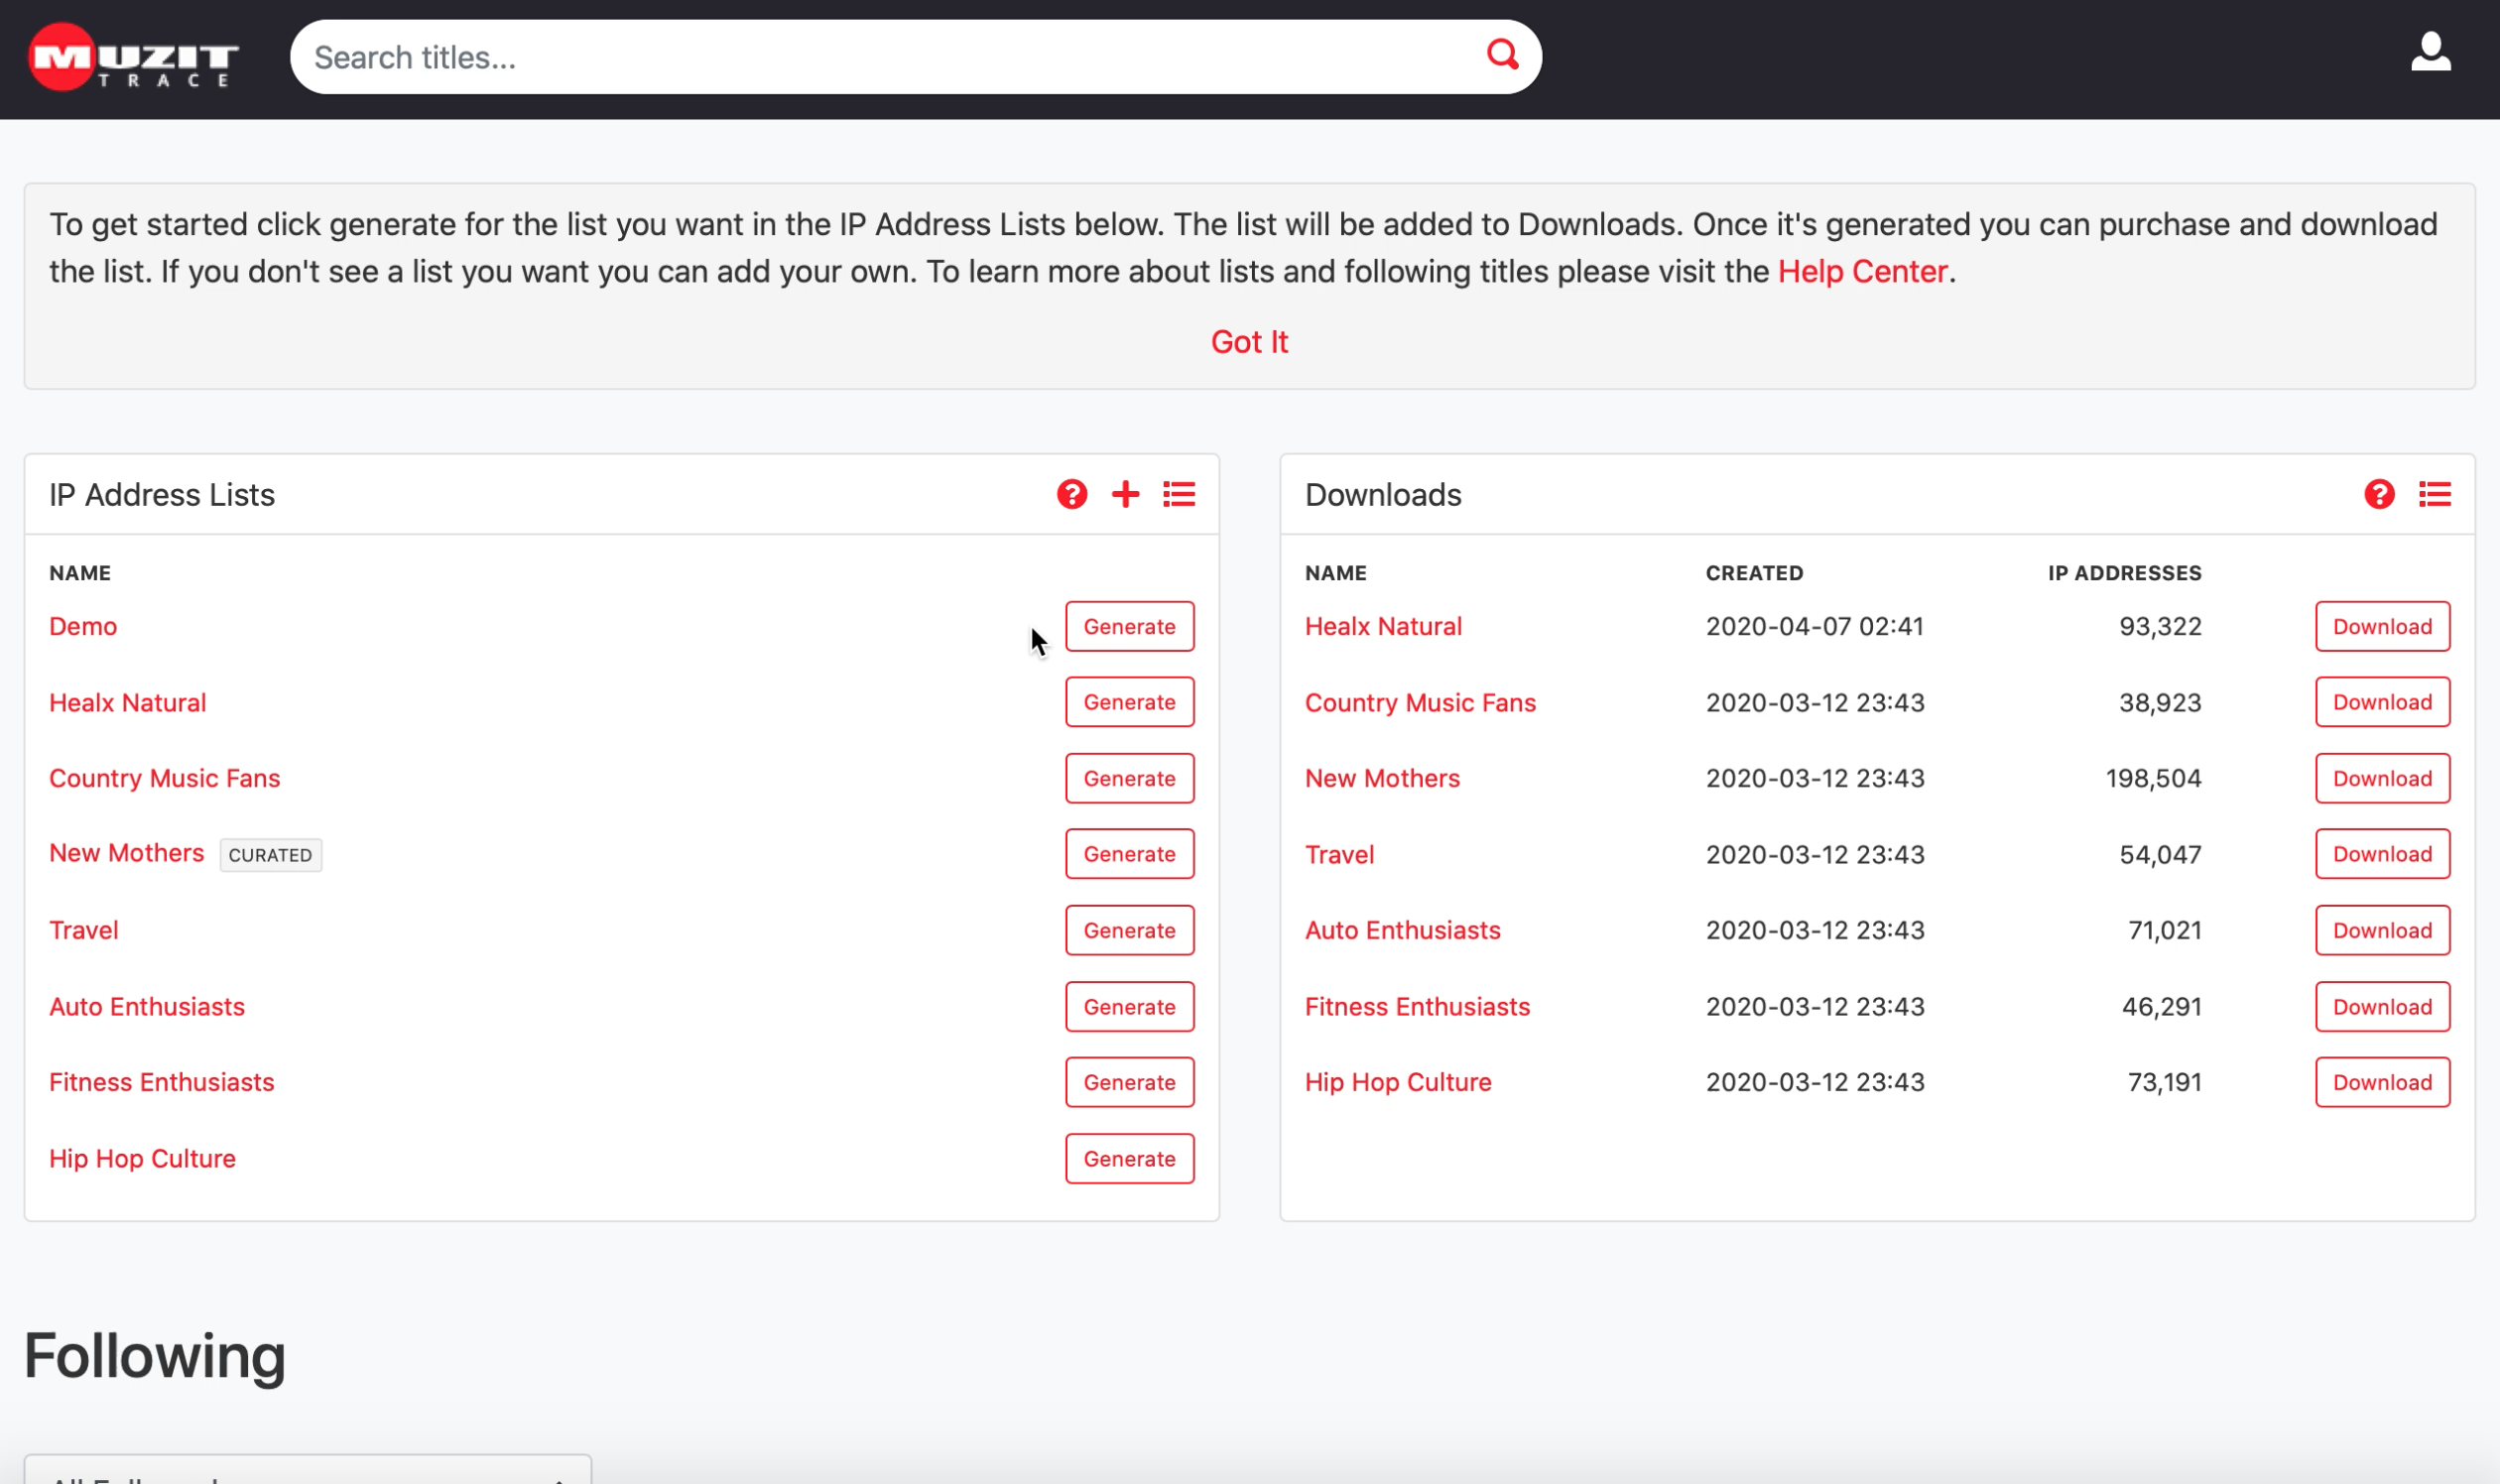 MUZIT
TRACE
Search titles...
To get started click generate for the list you want in the IP Address Lists below. The list will be added to Downloads. Once it's generated you can purchase and download
the list. If you don't see a list you want you can add your own. To learn more about lists and following titles please visit the Help Center.
Got It
IP Address Lists
NAME
Demo Generate
Healx Natural Generate
Country Music Fans Generate
New Mothers CURATED Generate
Travel Generate
Auto Enthusiasts Generate
Fitness Enthusiasts Generate
Hip Hop Culture Generate
Downloads
NAME CREATED IP ADDRESSES
Healx Natural 2020-04-07 02:41 93,322 Download
Country Music Fans 2020-03-12 23:43 38,923 Download
New Mothers 2020-03-12 23:43 198,504 Download
Travel 2020-03-12 23:43 54,047 Download
Auto Enthusiasts 2020-03-12 23:43 71,021 Download
Fitness Enthusiasts 2020-03-12 23:43 46,291 Download
Hip Hop Culture 2020-03-12 23:43 73,191 Download
Following